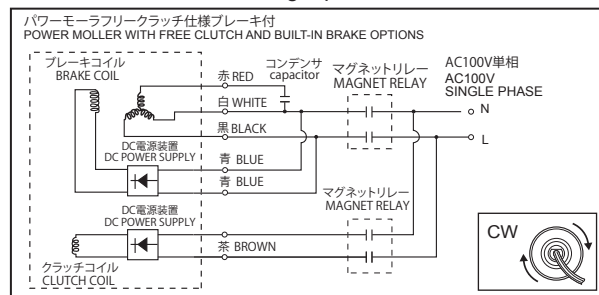 パワーモーラフリークラッチ仕様ブレーキ付
POWER MOLLER WITH FREE CLUTCH AND BUILT-IN BRAKE OPTIONS
ブレーキコイル
BRAKE COIL
赤 RED
コンデンサ
capacitor
マグネットリレー
MAGNET RELAY
AC100V単相
AC100V
SINGLE PHASE
白 WHITE
N
黒 BLACK
L
DC電源装置
DC POWER SUPPLY
青 BLUE
青 BLUE
マグネットリレー
MAGNET RELAY
DC電源装置
DC POWER SUPPLY
茶 BROWN
クラッチコイル
CLUTCH COIL
CW